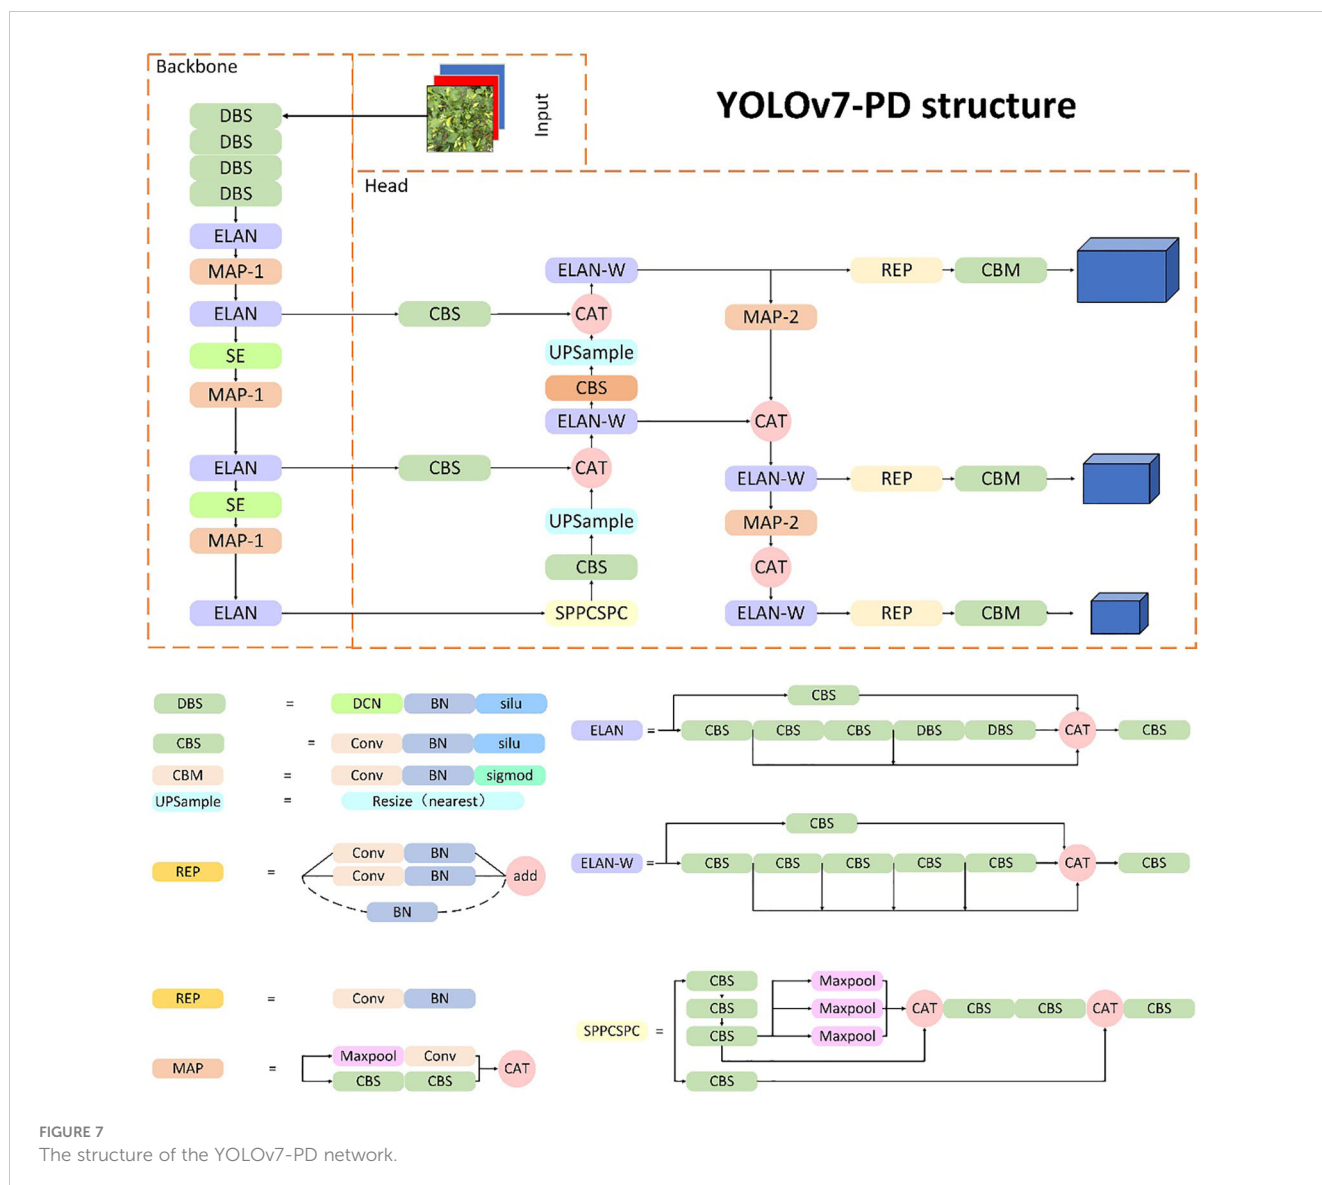 Backbone
Input
YOLOv7-PD structure
DBS
DBS
DBS
DBS
Head
ELAN
MAP-1
ELAN
SE
MAP-1
ELAN
SE
MAP-1
ELAN
ELAN-W
REP
CBM
CBS
CAT
MAP-2
UPSample
CBS
ELAN-W
CAT
CBS
CAT
ELAN-W
REP
CBM
UPSample
MAP-2
CBS
CAT
SPPCSPC
ELAN-W
REP
CBM
DBS = DCN BN silu
CBS = Conv BN silu
CBM = Conv BN sigmod
UPSample = Resize（nearest）
REP =
Conv BN
Conv BN
add
BN
REP = Conv BN
MAP =
Maxpool Conv
CBS CBS
CAT
CBS
ELAN = CBS CBS CBS DBS DBS CAT CBS
CBS
ELAN-W = CBS CBS CBS CBS CBS CAT CBS
CBS Maxpool
CBS Maxpool CAT CBS CBS CAT CBS
SPPCSPC = CBS Maxpool
CBS
FIGURE 7
The structure of the YOLOv7-PD network.